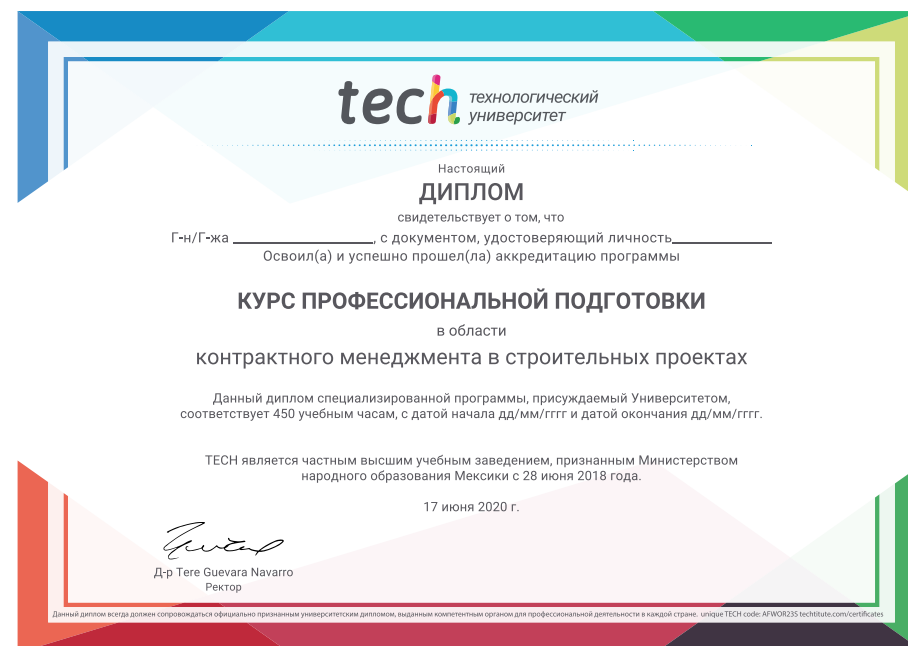 tech технологический
университет
Настоящий
ДИПЛОМ
свидетельствует о том, что
Г-н/Г-жа ____________________, с документом, удостоверяющий личность______________
Освоил(а) и успешно прошел(ла) аккредитацию программы
КУРС ПРОФЕССИОНАЛЬНОЙ ПОДГОТОВКИ
в области
контрактного менеджмента в строительных проектах
Данный диплом специализированной программы, присуждаемый Университетом,
соответствует 450 учебным часам, с датой начала дд/мм/гггг и датой окончания дд/мм/гггг.
TECH является частным высшим учебным заведением, признанным Министерством
народного образования Мексики с 28 июня 2018 года.
17 июня 2020 г.
Д-р Tere Guevara Navarro
Ректор
Данный диплом всегда должен сопровождаться официально признанным университетским дипломом, выданным компетентным органом для профессиональной деятельности в каждой стране. unique TECH code: AFWOR23S techtitute.com/certificates